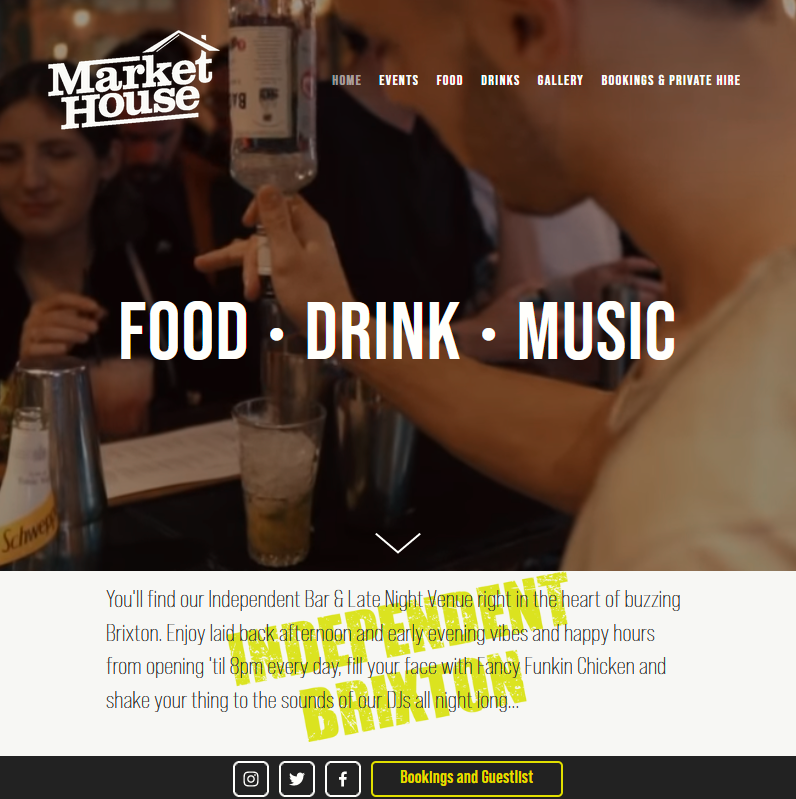 Market
House
HOME EVENTS FOOD DRINKS GALLERY BOOKINGS & PRIVATE HIRE
FOOD • DRINK • MUSIC
Schwepp
INDEPENDENT
BRIXTON
You'll find our Independent Bar & Late Night Venue right in the heart of buzzing
Brixton. Enjoy laid back afternoon and early evening vibes and happy hours
from opening 'til 8pm every day, fill your face with Fancy Funkin Chicken and
shake your thing to the sounds of our DJs all night long...
Bookings and Guestlist